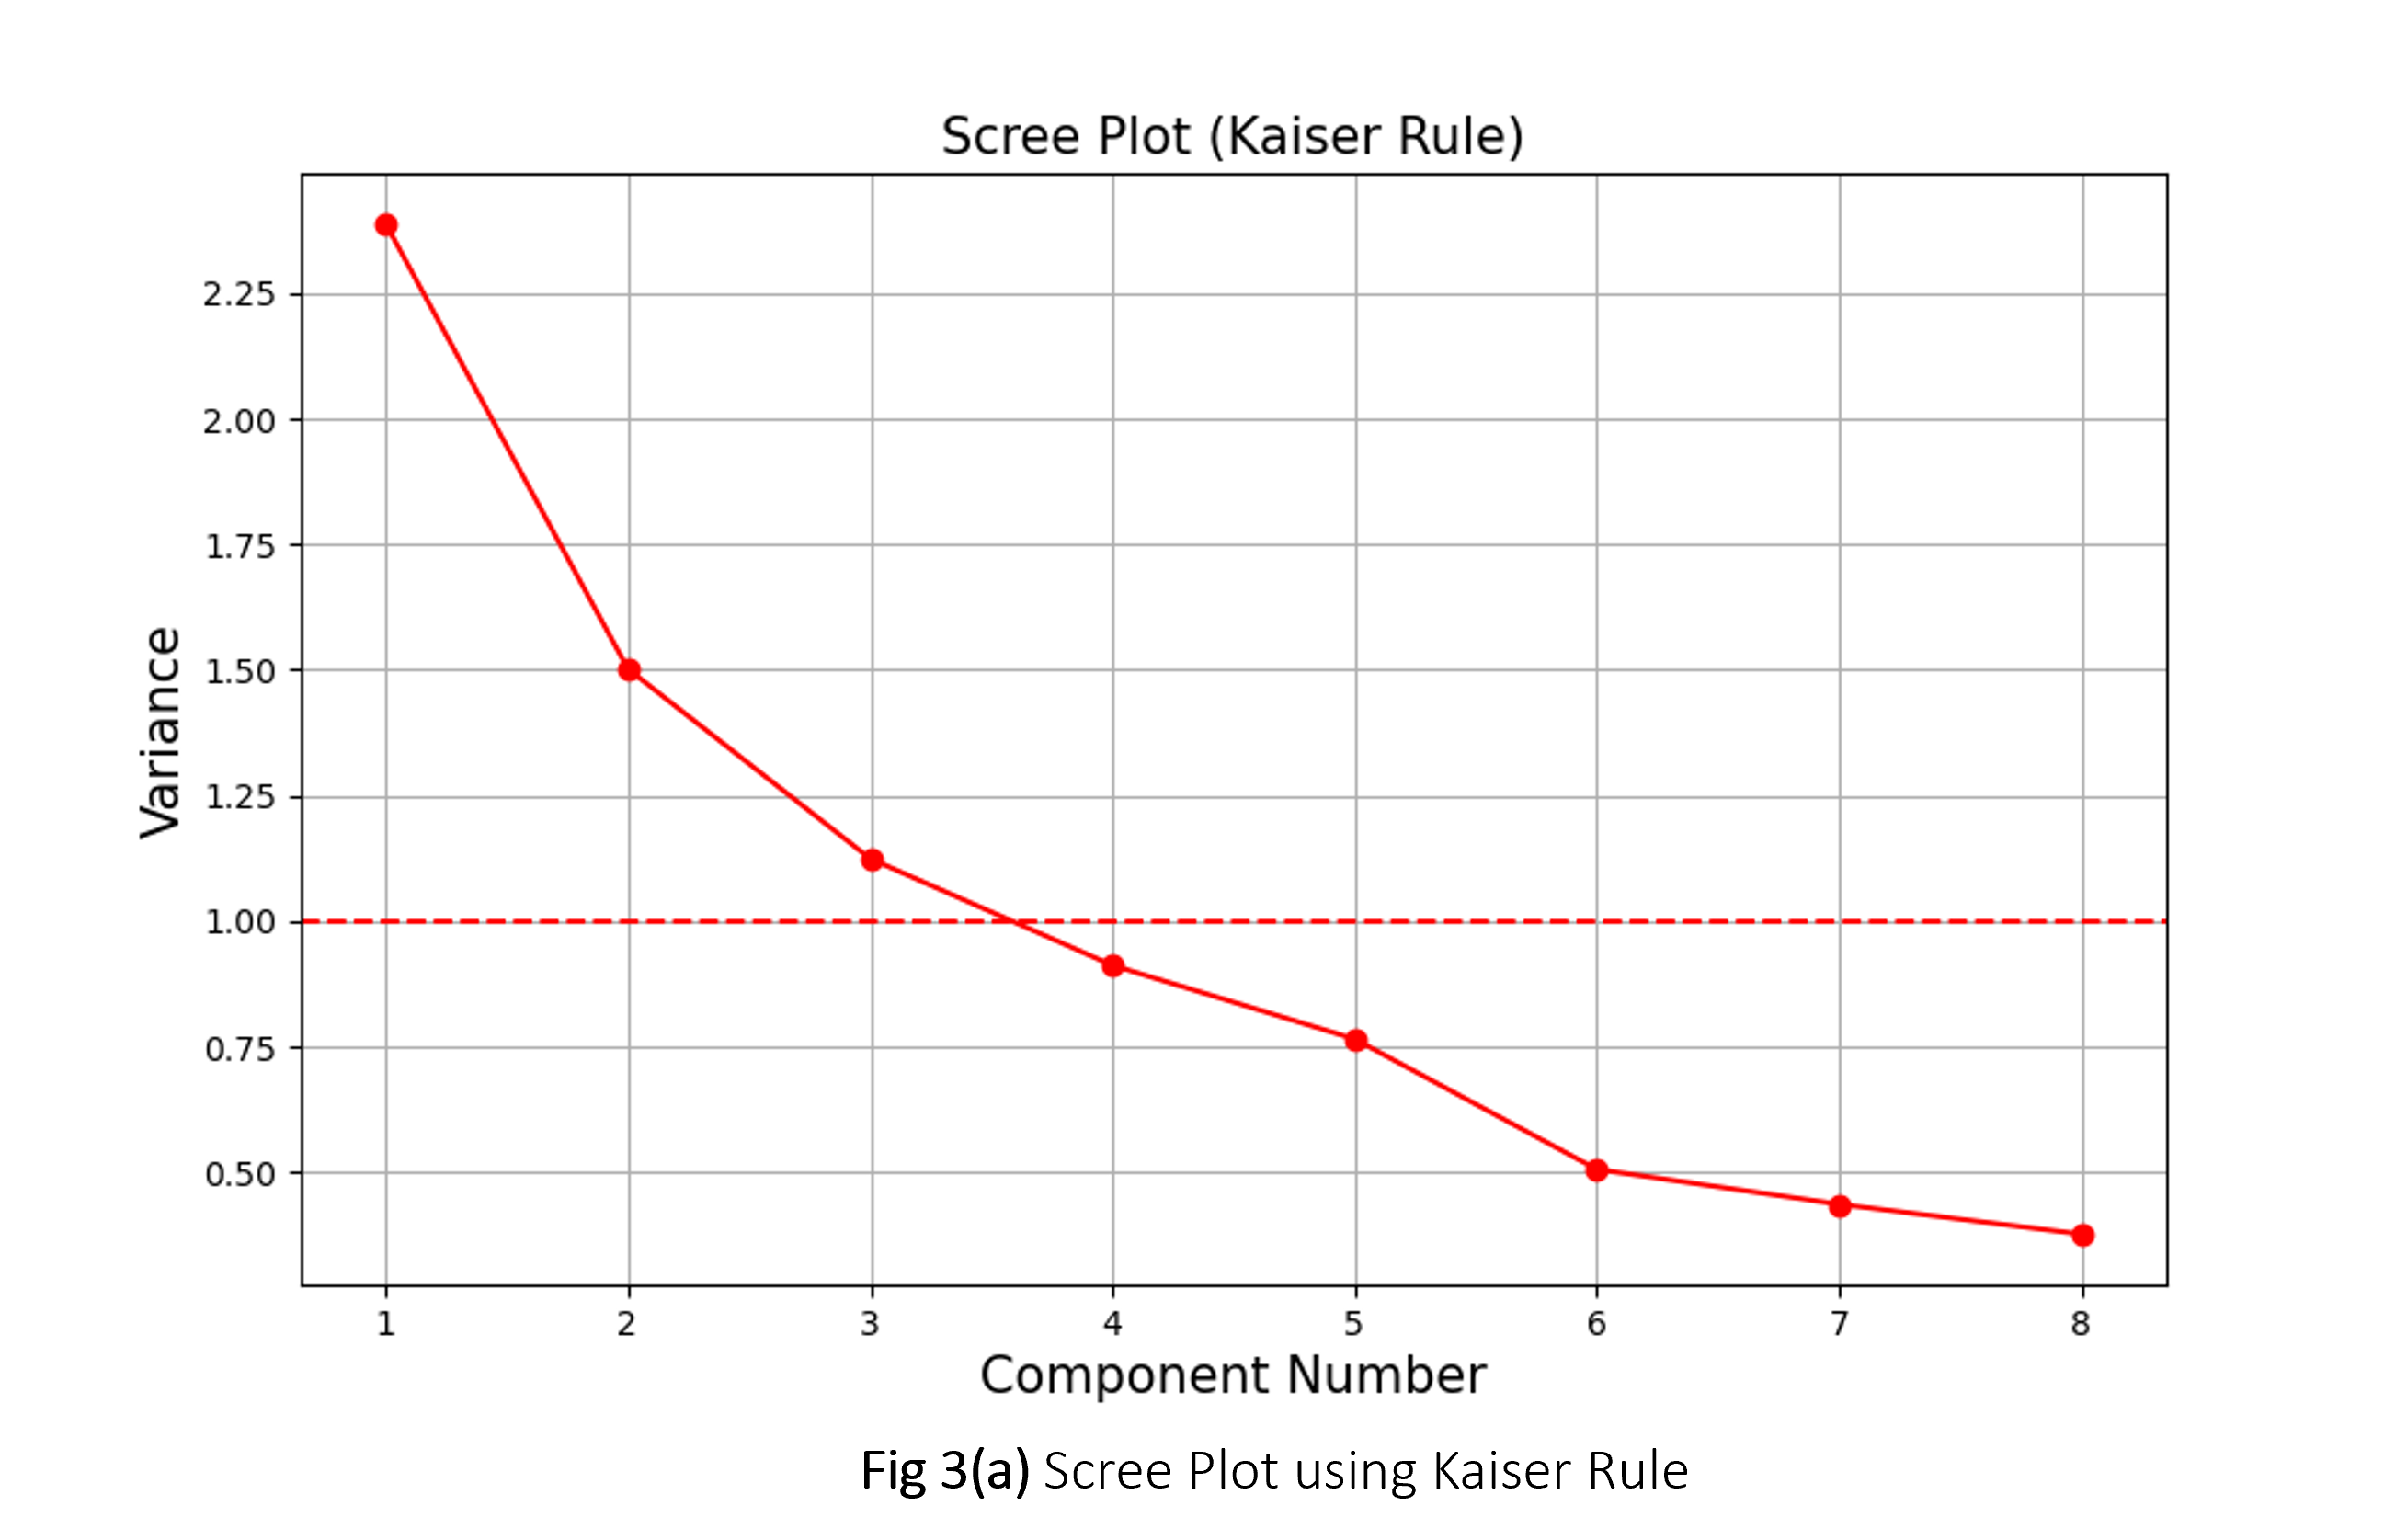 Scree Plot (Kaiser Rule)
2.25
2.00
1.75
1.50
1.25
1.00
0.75
0.50
Variance
1 2 3 4 5 6 7 8
Component Number
Fig 3(a) Scree Plot using Kaiser Rule